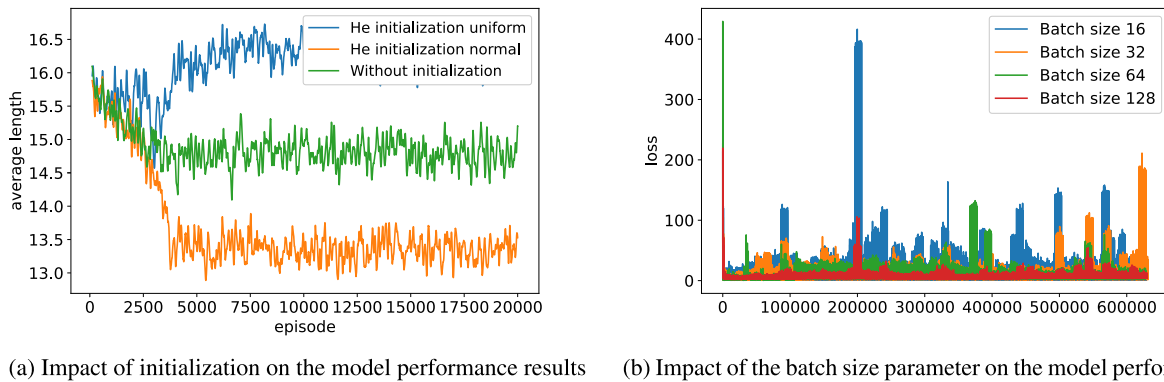 16.5
16.0
15.5
15.0
14.5
14.0
13.5
13.0
average length
He initialization uniform
He initialization normal
Without initialization
0 2500 5000 7500 10000 12500 15000 17500 20000
episode
400
300
200
100
0
loss
Batch size 16
Batch size 32
Batch size 64
Batch size 128
0 100000 200000 300000 400000 500000 600000
(a) Impact of initialization on the model performance results
(b) Impact of the batch size parameter on the model perfo